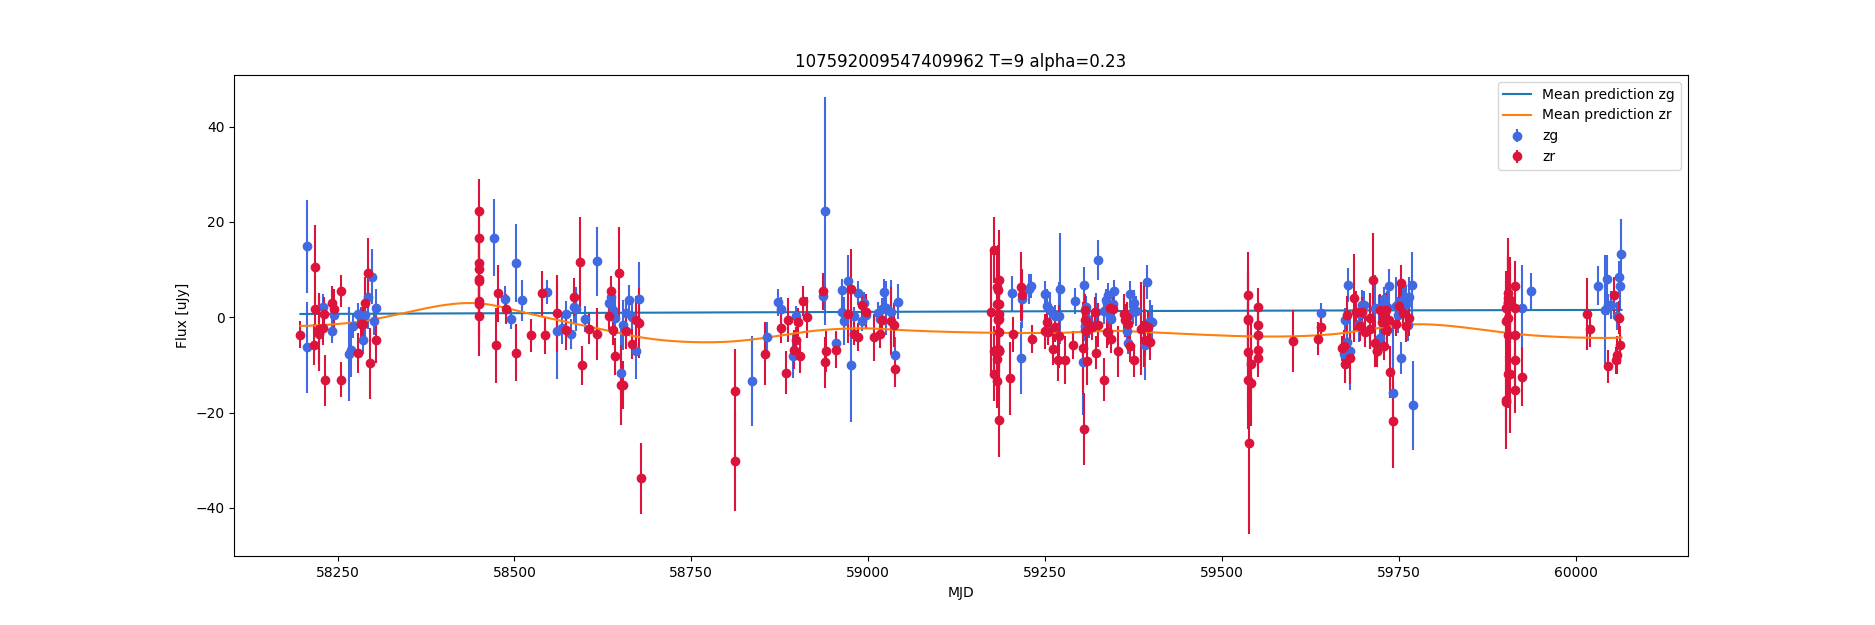 107592009547409962 T=9 alpha=0.23
Mean prediction zg
Mean prediction zr
zg
zr
Flux [uJy]
40
20
0
−20
−40
58250 58500 58750 59000 59250 59500 59750 60000
MJD